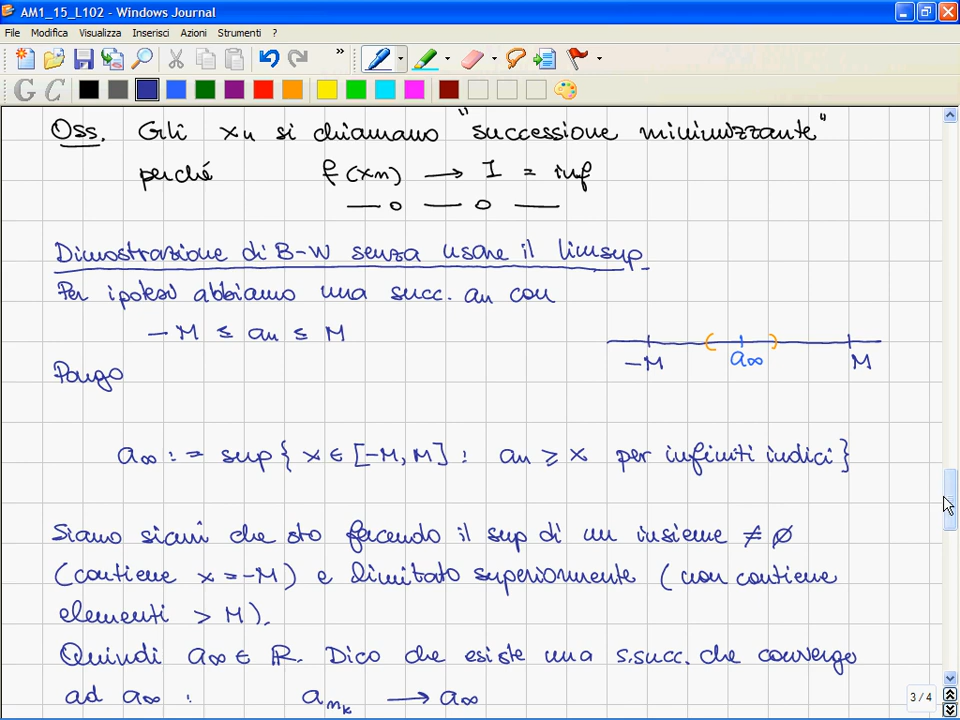 AM1_15_L102 - Windows Journal
File Modifica Visualizza Inserisci Azioni Strumenti ?
G C
Oss. Gli xn si chiamano "successione minimizzante"
perché f(xn) → I = inf
— o — o —
Dimostrazione di B-W senza usare il limsup.
Per ipotesi abbiamo una succ. an con
-M ≤ an ≤ M
-M a∞ M
Pongo
a∞ := sup{ x ∈ [-M, M] : an ≥ x per infiniti indici }
Siamo sicuri che sto facendo il sup di un insieme ≠ ∅
(contiene x = -M) e limitato superiormente (non contiene
elementi > M).
Quindi a∞ ∈ ℝ. Dico che esiste una s.succ. che converge
ad a∞ : ank → a∞
3 / 4